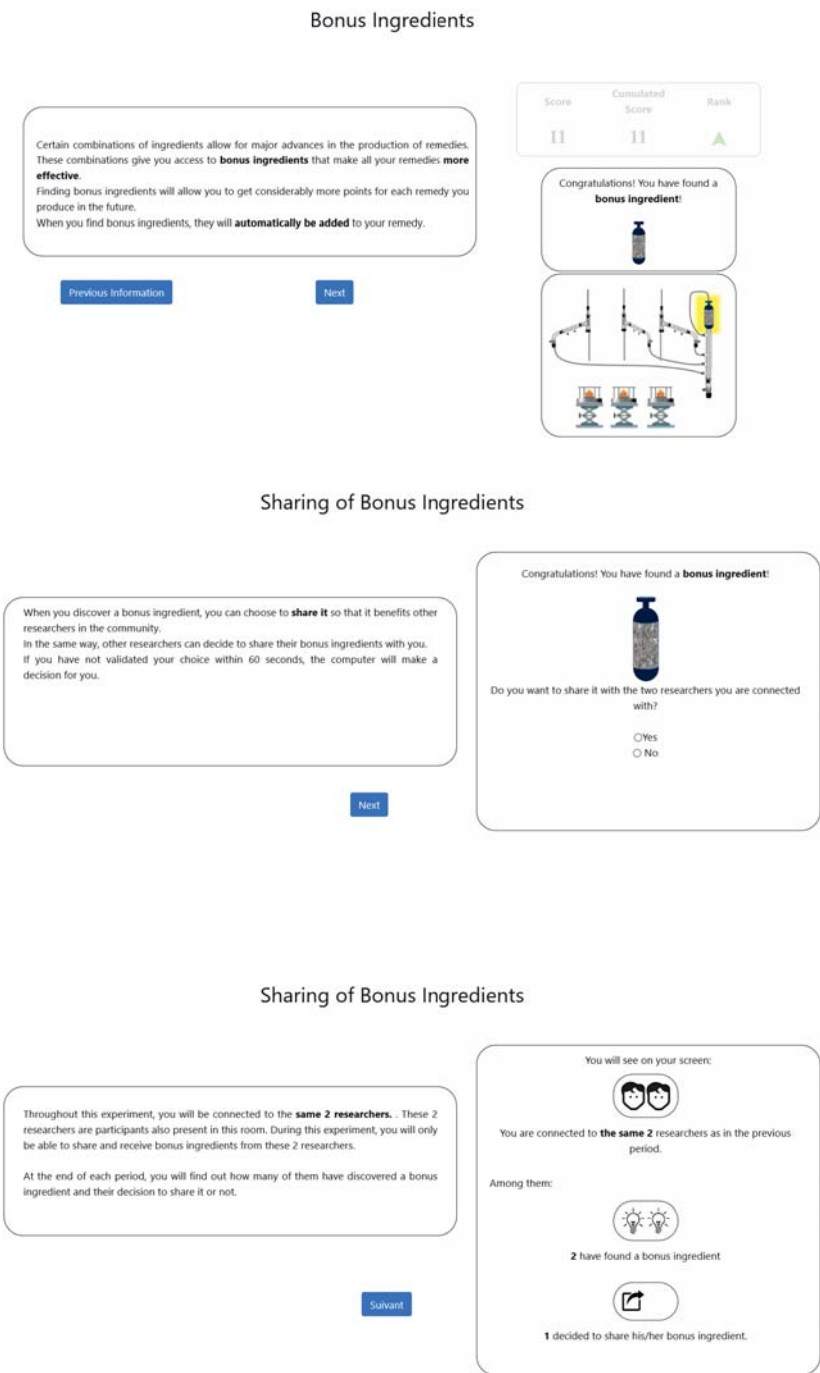 Bonus Ingredients
Certain combinations of ingredients allow for major advances in the production of remedies.
These combinations give you access to bonus ingredients that make all your remedies more
effective.
Finding bonus ingredients will allow you to get considerably more points for each remedy you
produce in the future.
When you find bonus ingredients, they will automatically be added to your remedy.
Previous Information
Next
Score
Cumulated
Score
Rank
11
11
Congratulations! You have found a
bonus ingredient!
Sharing of Bonus Ingredients
When you discover a bonus ingredient, you can choose to share it so that it benefits other
researchers in the community.
In the same way, other researchers can decide to share their bonus ingredients with you.
If you have not validated your choice within 60 seconds, the computer will make a
decision for you.
Next
Congratulations! You have found a bonus ingredient!
Do you want to share it with the two researchers you are connected
with?
Yes
No
Sharing of Bonus Ingredients
Throughout this experiment, you will be connected to the same 2 researchers. . These 2
researchers are participants also present in this room. During this experiment, you will only
be able to share and receive bonus ingredients from these 2 researchers.
At the end of each period, you will find out how many of them have discovered a bonus
ingredient and their decision to share it or not.
Suivant
You will see on your screen:
You are connected to the same 2 researchers as in the previous
period.
Among them:
2 have found a bonus ingredient
1 decided to share his/her bonus ingredient.